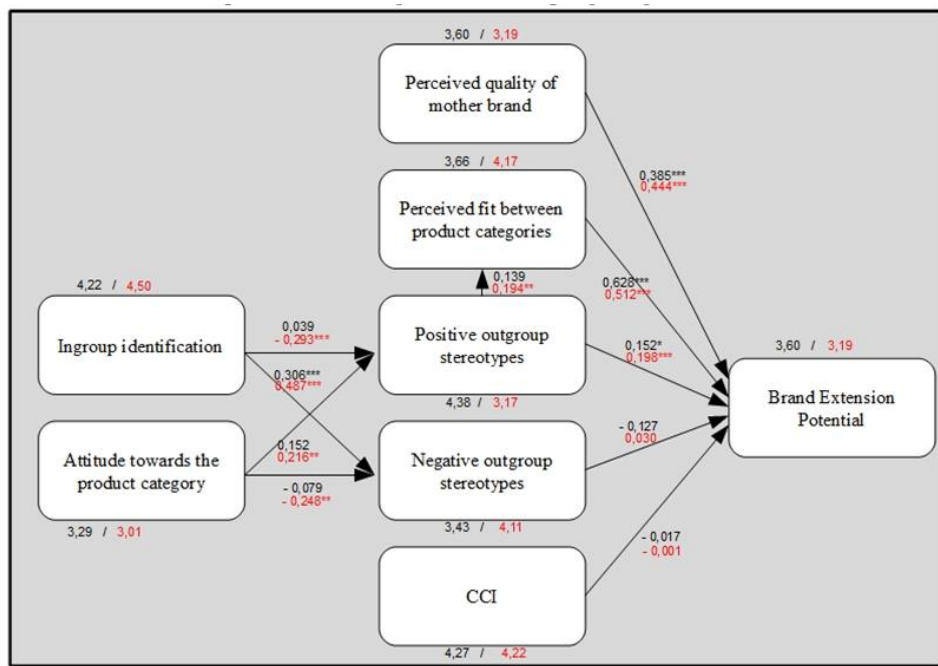 3,60 / 3,19
Perceived quality of
mother brand
0,385***
0,444***
3,66 / 4,17
Perceived fit between
product categories
0,139
0,194**
0,628***
0,512***
4,22 / 4,50
Ingroup identification
0,039
- 0,293***
0,306***
0,487***
Positive outgroup
stereotypes
4,38 / 3,17
0,152*
0,198***
3,60 / 3,19
Brand Extension
Potential
Attitude towards the
product category
3,29 / 3,01
0,152
0,216**
- 0,079
- 0,248**
Negative outgroup
stereotypes
3,43 / 4,11
- 0,127
0,030
CCI
4,27 / 4,22
- 0,017
- 0,001